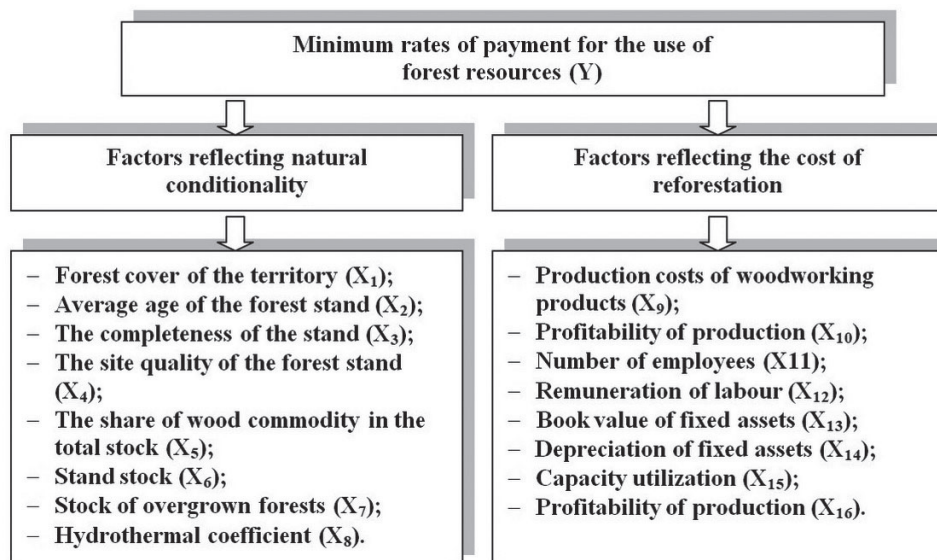 Minimum rates of payment for the use of
forest resources (Y)
Factors reflecting natural
conditionality
Factors reflecting the cost of
reforestation
– Forest cover of the territory (X₁);
– Average age of the forest stand (X₂);
– The completeness of the stand (X₃);
– The site quality of the forest stand
(X₄);
– The share of wood commodity in the
total stock (X₅);
– Stand stock (X₆);
– Stock of overgrown forests (X₇);
– Hydrothermal coefficient (X₈).
– Production costs of woodworking
products (X₉);
– Profitability of production (X₁₀);
– Number of employees (X11);
– Remuneration of labour (X₁₂);
– Book value of fixed assets (X₁₃);
– Depreciation of fixed assets (X₁₄);
– Capacity utilization (X₁₅);
– Profitability of production (X₁₆).